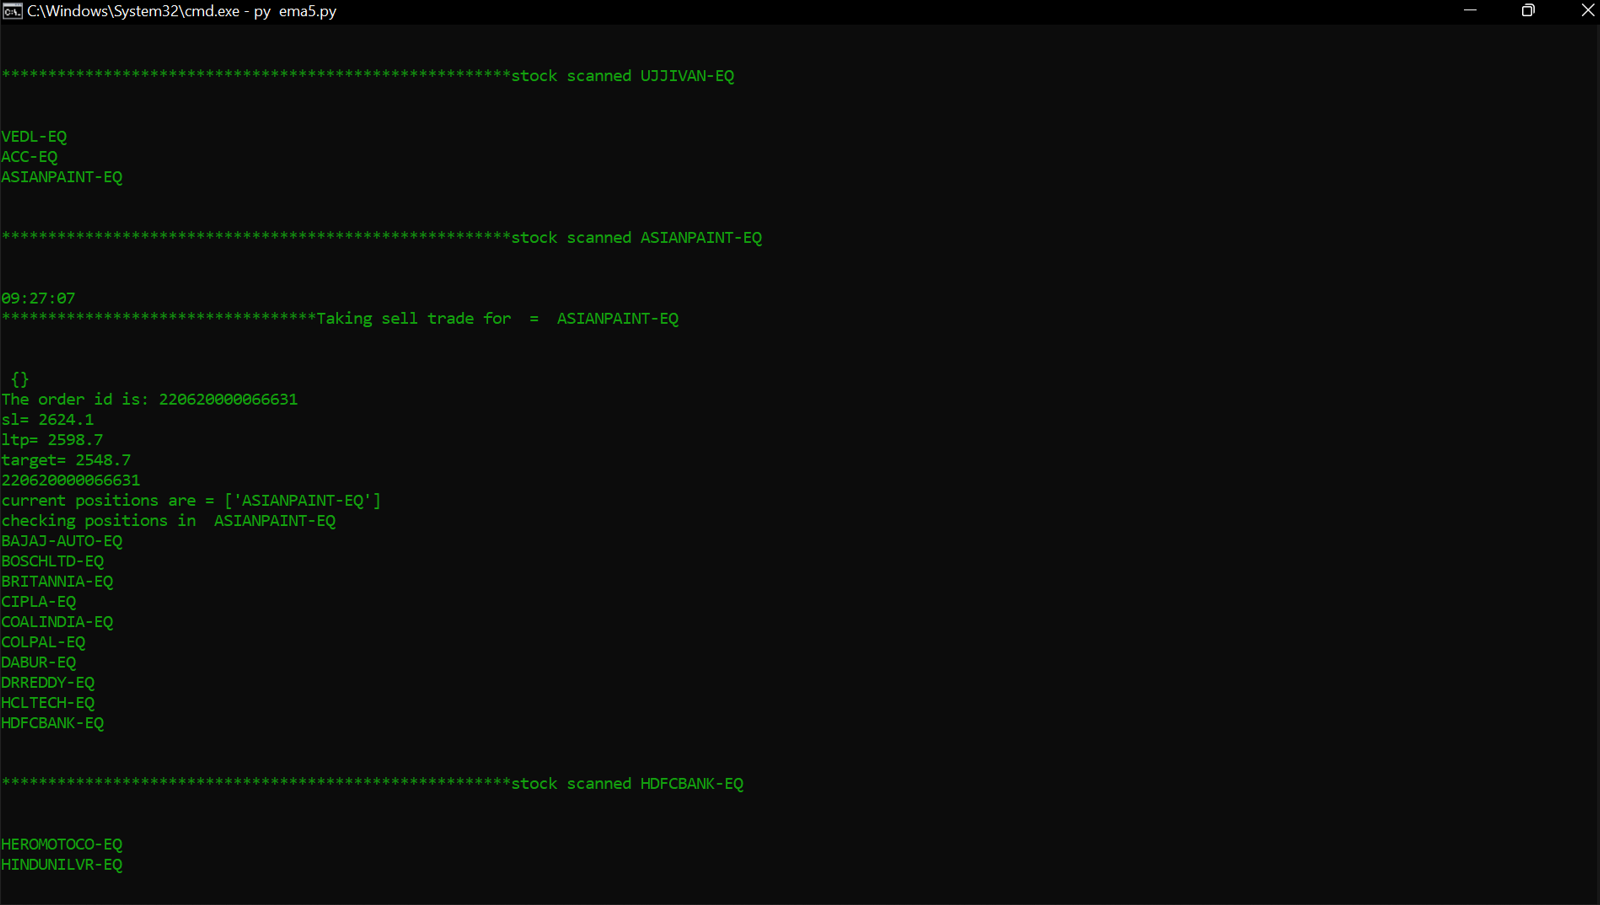 C:\Windows\System32\cmd.exe - py  ema5.py
*******************************************************stock scanned UJJIVAN-EQ
VEDL-EQ
ACC-EQ
ASIANPAINT-EQ
*******************************************************stock scanned ASIANPAINT-EQ
09:27:07
**********************************Taking sell trade for  =  ASIANPAINT-EQ
{}
The order id is: 220620000066631
sl= 2624.1
ltp= 2598.7
target= 2548.7
220620000066631
current positions are = ['ASIANPAINT-EQ']
checking positions in  ASIANPAINT-EQ
BAJAJ-AUTO-EQ
BOSCHLTD-EQ
BRITANNIA-EQ
CIPLA-EQ
COALINDIA-EQ
COLPAL-EQ
DABUR-EQ
DRREDDY-EQ
HCLTECH-EQ
HDFCBANK-EQ
*******************************************************stock scanned HDFCBANK-EQ
HEROMOTOCO-EQ
HINDUNILVR-EQ